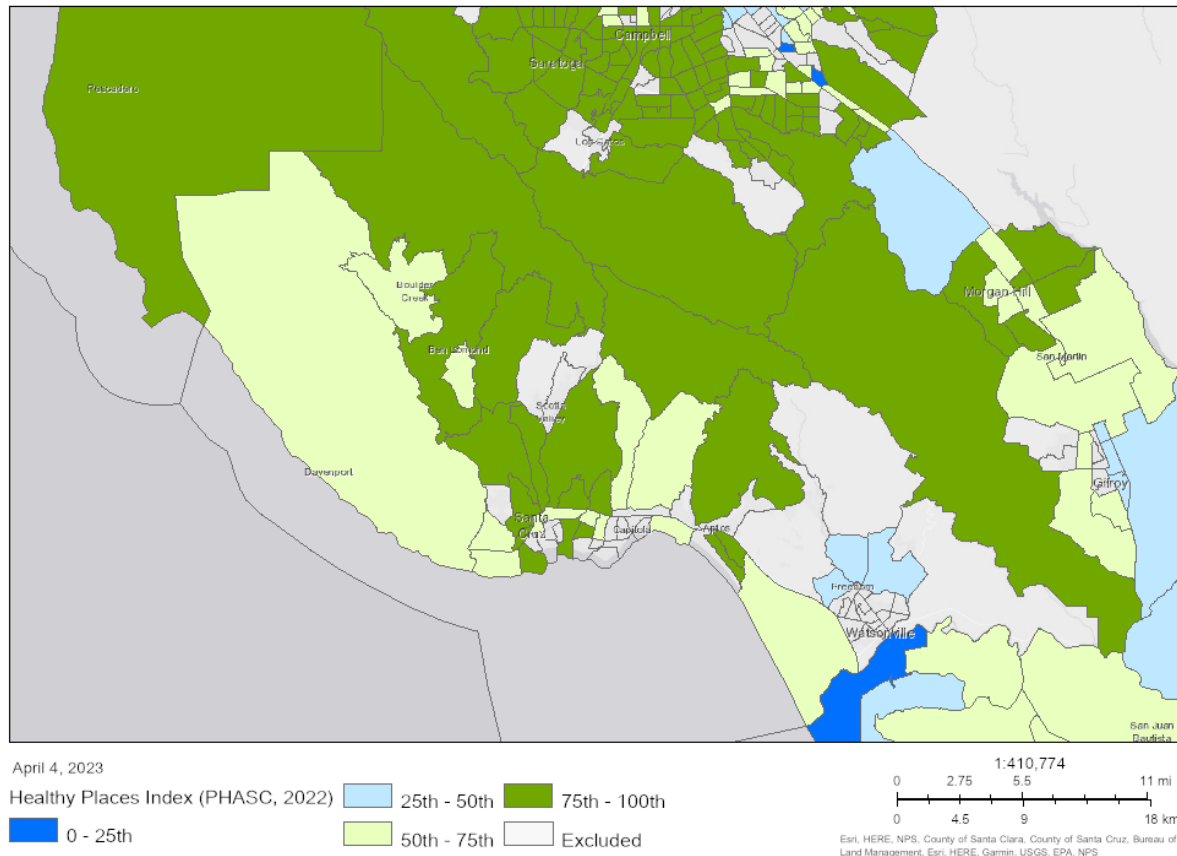 Campbell
Saratoga
Pescadero
Los Gatos
Boulder
Creek
Morgan Hill
Ben Lomond
San Martin
Scotts
Valley
Davenport
Gilroy
Santa
Cruz
Capitola
Aptos
Freedom
Watsonville
San Juan
Bautista
April 4, 2023
Healthy Places Index (PHASC, 2022)
0 - 25th
25th - 50th
50th - 75th
75th - 100th
Excluded
1:410,774
0 2.75 5.5 11 mi
0 4.5 9 18 km
Esri, HERE, NPS, County of Santa Clara, County of Santa Cruz, Bureau of
Land Management, Esri, HERE, Garmin, USGS, EPA, NPS